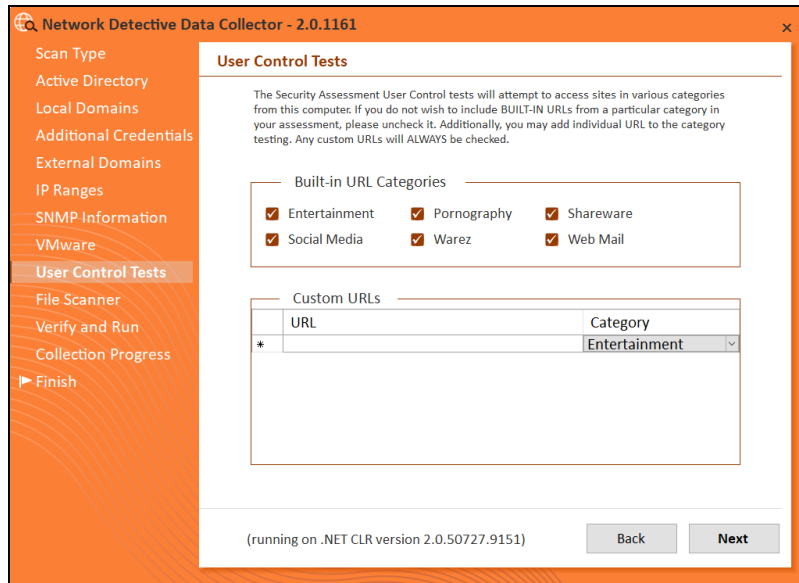 Network Detective Data Collector - 2.0.1161
Scan Type
Active Directory
Local Domains
Additional Credentials
External Domains
IP Ranges
SNMP Information
VMware
User Control Tests
File Scanner
Verify and Run
Collection Progress
Finish
User Control Tests
The Security Assessment User Control tests will attempt to access sites in various categories
from this computer. If you do not wish to include BUILT-IN URLs from a particular category in
your assessment, please uncheck it. Additionally, you may add individual URL to the category
testing. Any custom URLs will ALWAYS be checked.
Built-in URL Categories
Entertainment Pornography Shareware
Social Media Warez Web Mail
Custom URLs
URL Category
* Entertainment
(running on .NET CLR version 2.0.50727.9151) Back Next